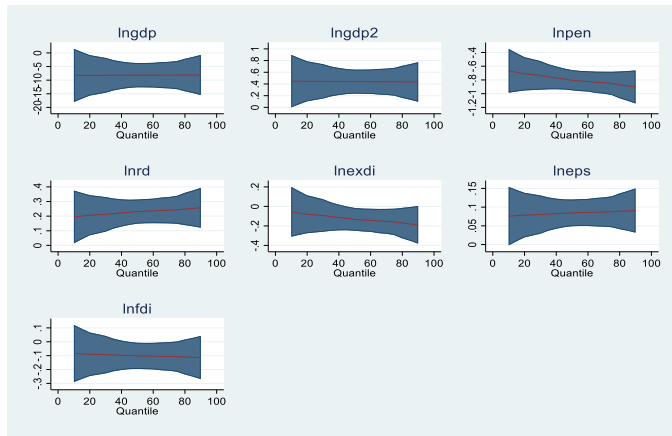 lngdp
lngdp2
lnpen
-20-15-10-5 0
0 .2 .4 .6 .8 1
-1.2-1 -.8 -.6 -.4
0 20 40 60 80 100
0 20 40 60 80 100
0 20 40 60 80 100
Quantile
Quantile
Quantile
lnrd
lnexdi
lneps
0 .1 .2 .3 .4
-.4 -.2 0 .2
0 .05 .1 .15
0 20 40 60 80 100
0 20 40 60 80 100
0 20 40 60 80 100
Quantile
Quantile
Quantile
lnfdi
-.3 -.2 -.1 0 .1
0 20 40 60 80 100
Quantile